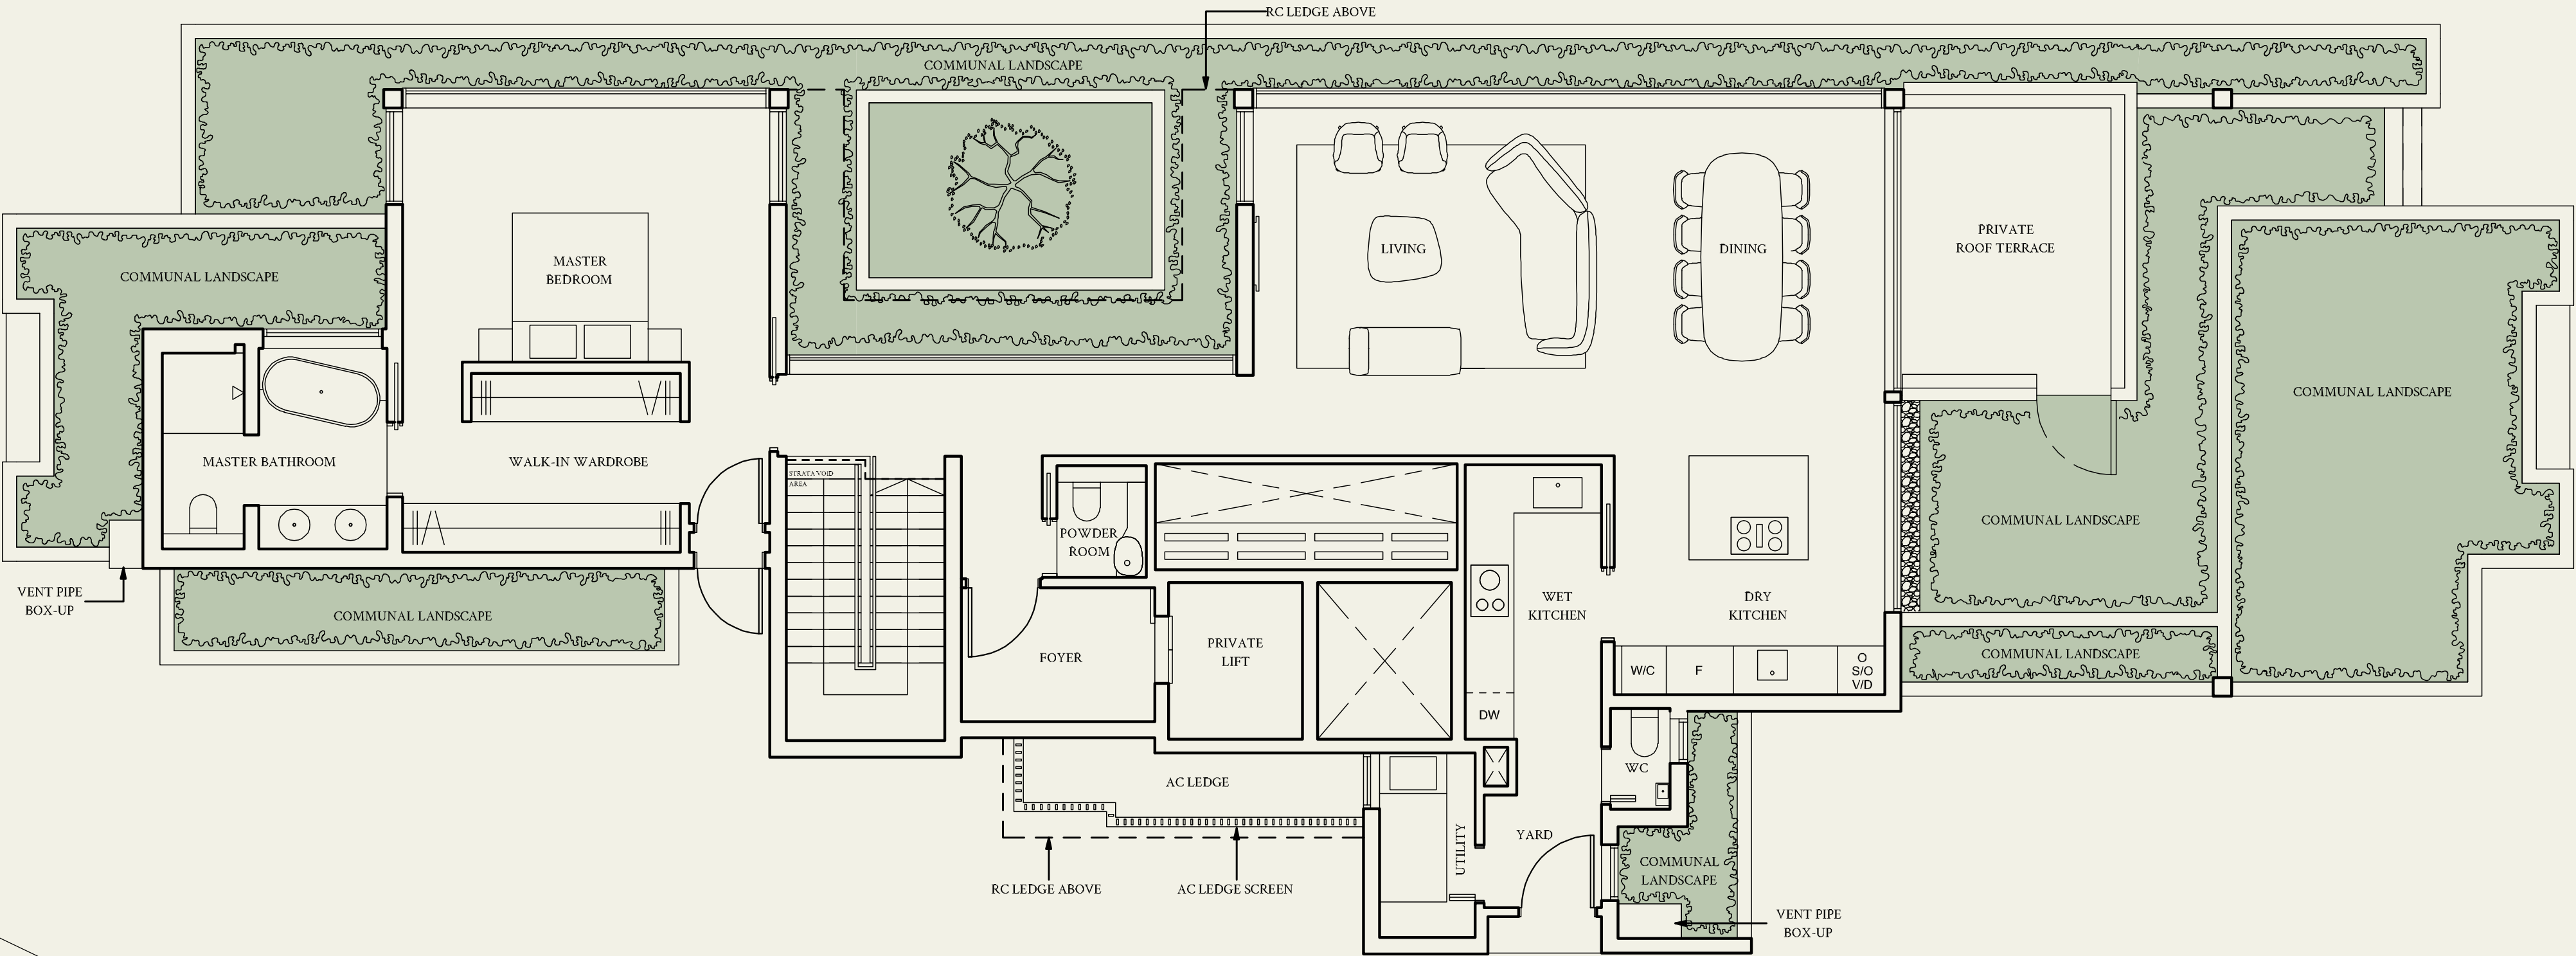 RC LEDGE ABOVE
COMMUNAL LANDSCAPE
PRIVATE
ROOF TERRACE
LIVING
DINING
MASTER
BEDROOM
COMMUNAL LANDSCAPE
COMMUNAL LANDSCAPE
MASTER BATHROOM
WALK-IN WARDROBE
STRATA VOID
AREA
POWDER
ROOM
COMMUNAL LANDSCAPE
VENT PIPE
BOX-UP
COMMUNAL LANDSCAPE
WET
KITCHEN
DRY
KITCHEN
FOYER
PRIVATE
LIFT
COMMUNAL LANDSCAPE
W/C
F
O
S/O
V/D
DW
AC LEDGE
WC
UTILITY
YARD
COMMUNAL
LANDSCAPE
RC LEDGE ABOVE
AC LEDGE SCREEN
VENT PIPE
BOX-UP